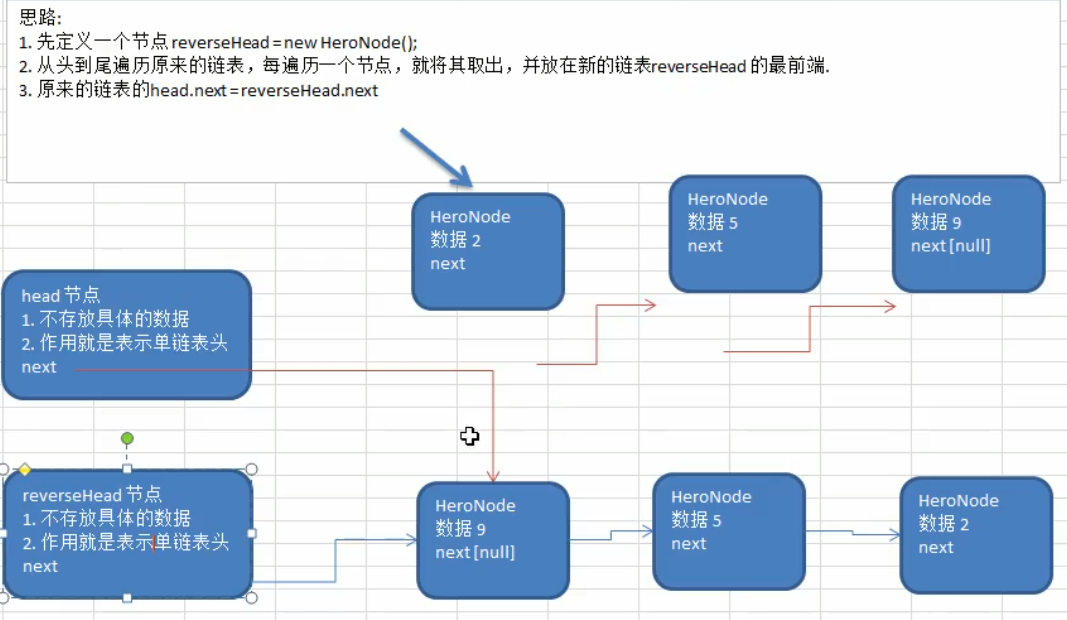 思路:
1. 先定义一个节点 reverseHead = new HeroNode();
2. 从头到尾遍历原来的链表，每遍历一个节点，就将其取出，并放在新的链表reverseHead 的最前端.
3. 原来的链表的head.next = reverseHead.next
HeroNode
数据 2
next
HeroNode
数据 5
next
HeroNode
数据 9
next [null]
head 节点
1. 不存放具体的数据
2. 作用就是表示单链表头
next
reverseHead 节点
1. 不存放具体的数据
2. 作用就是表示单链表头
next
HeroNode
数据 9
next [null]
HeroNode
数据 5
next
HeroNode
数据 2
next